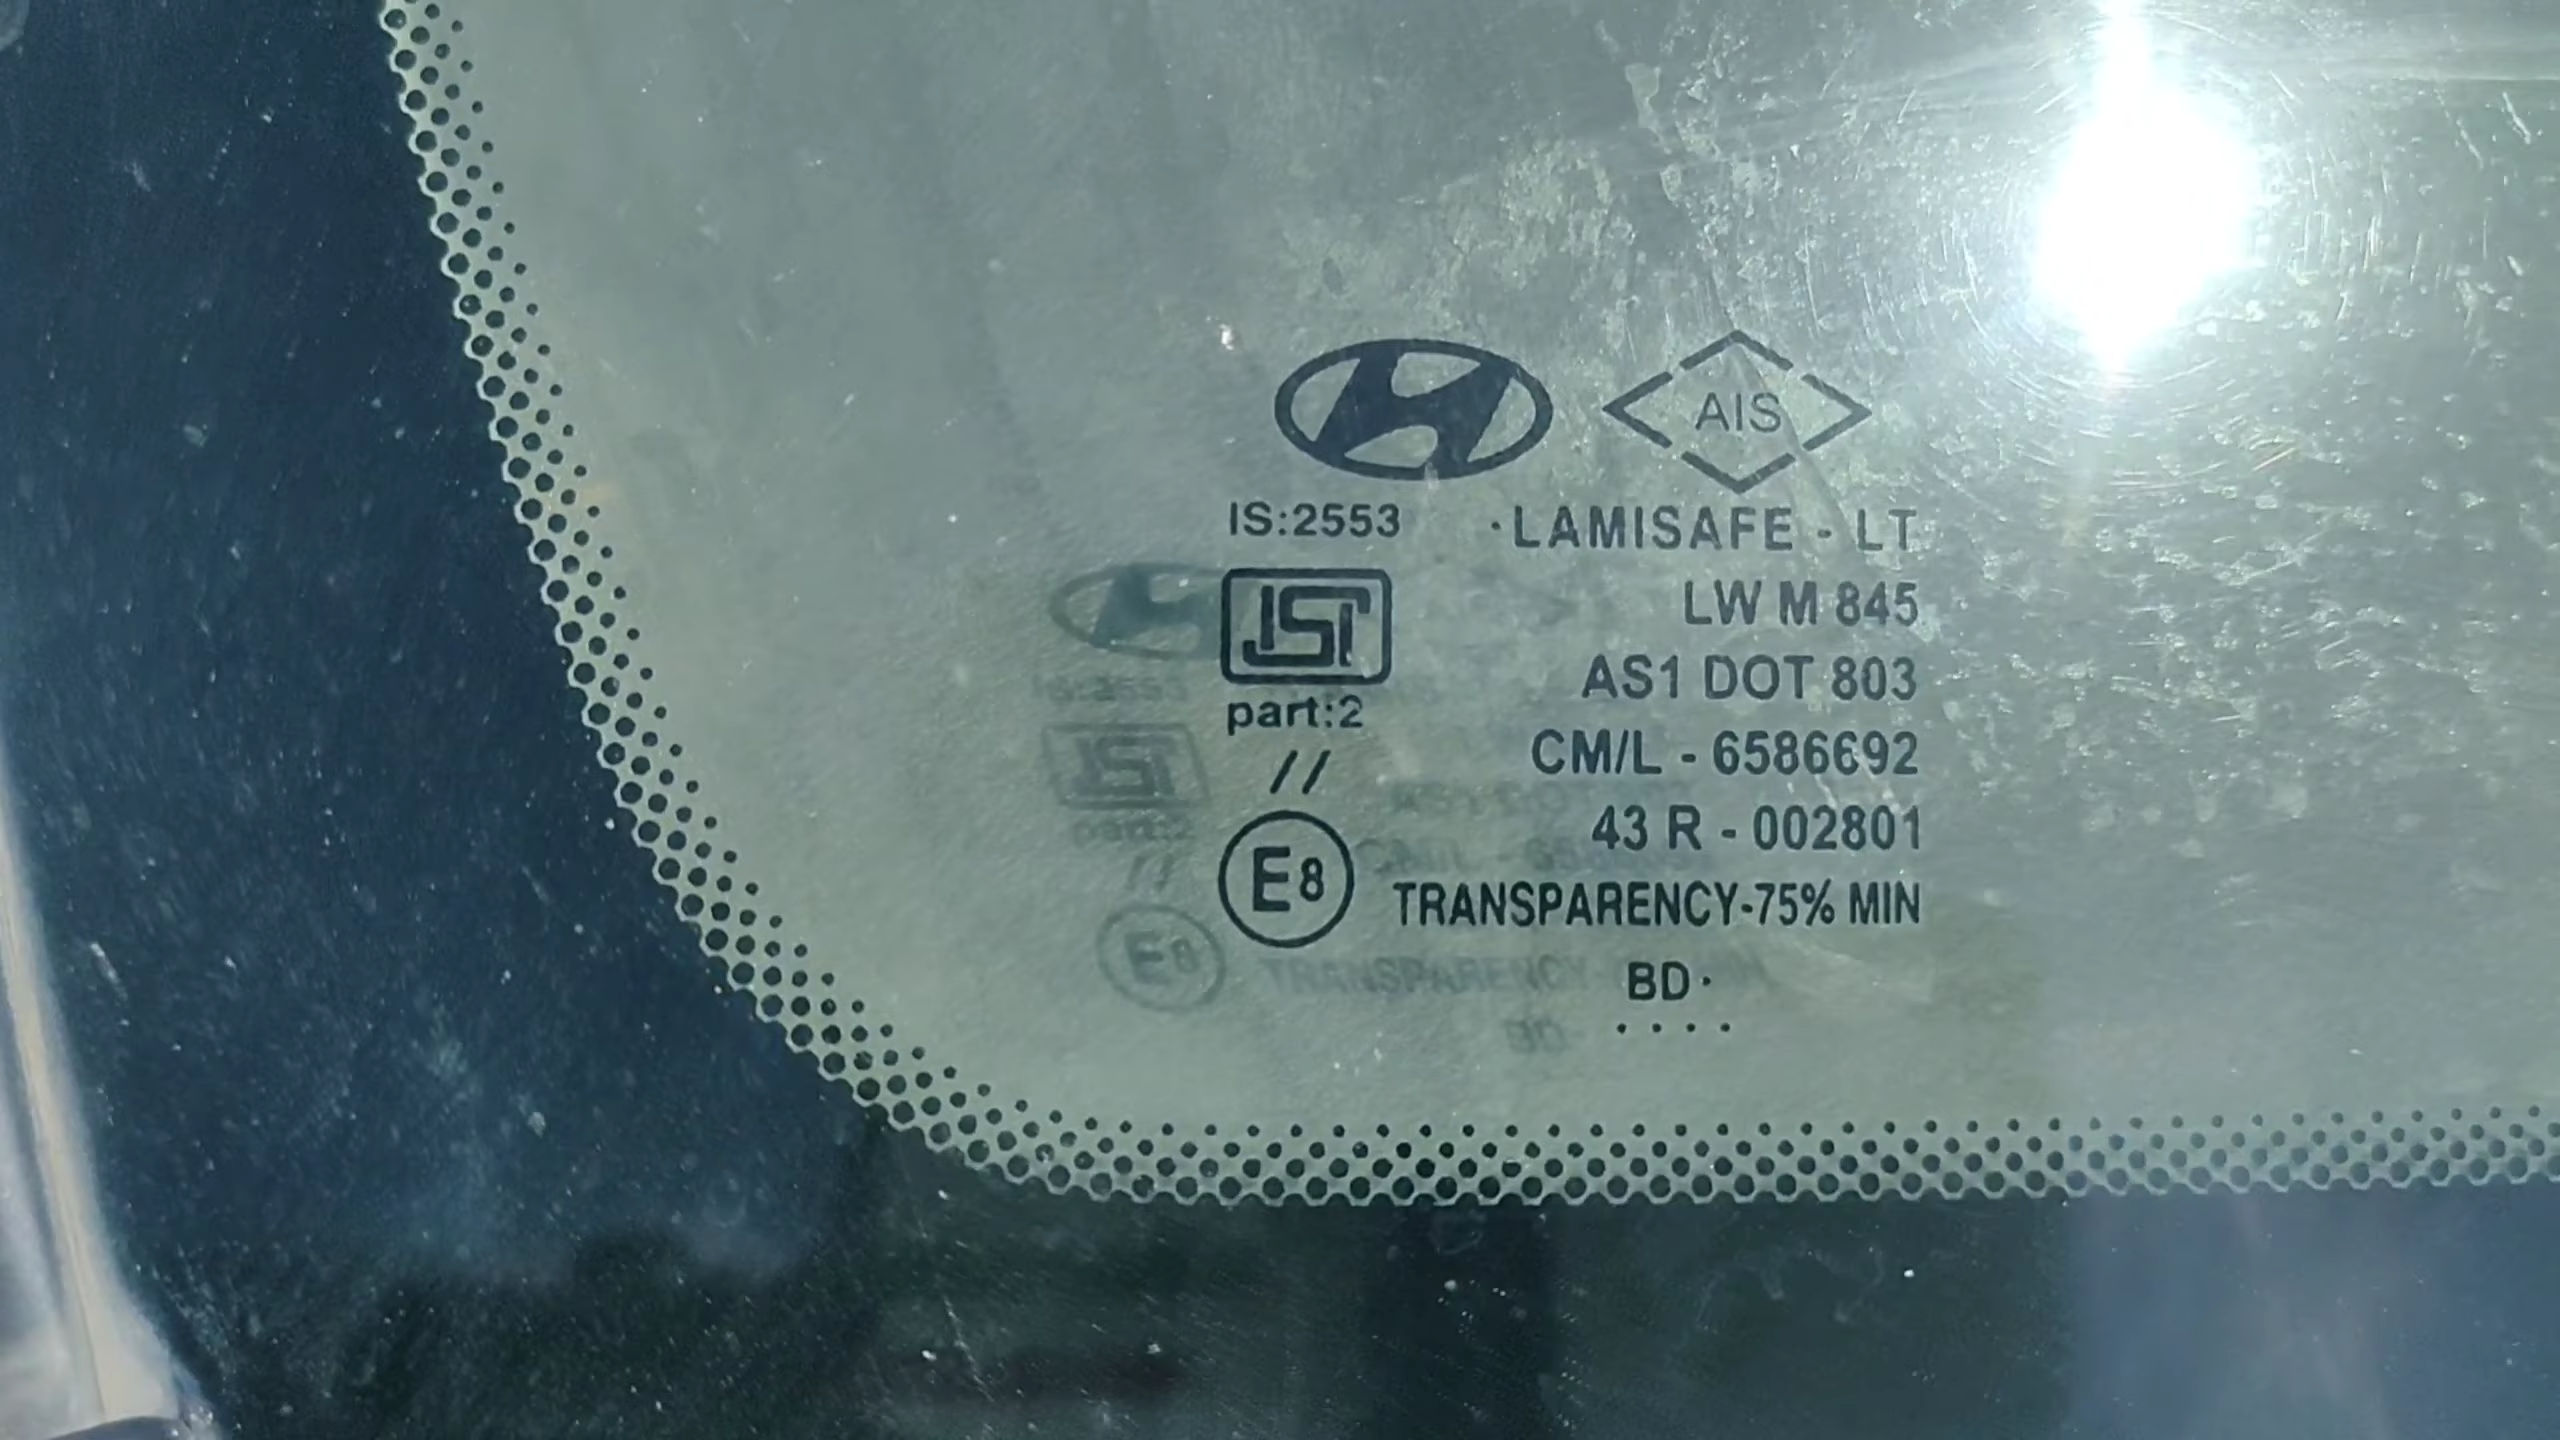 AIS
IS:2553
·LAMISAFE - LT
LW M 845
AS1 DOT 803
part:2
CM/L - 6586692
//
43 R - 002801
E8
TRANSPARENCY-75% MIN
BD·
....